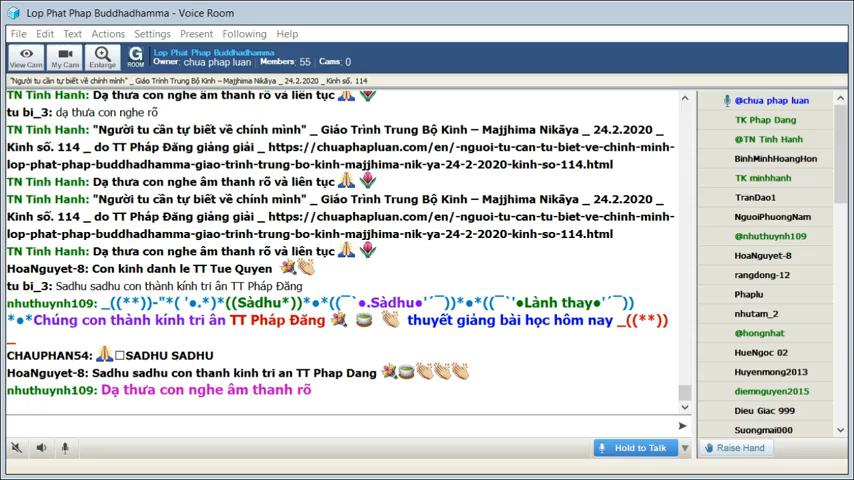 Lop Phat Phap Buddhadhamma - Voice Room
File Edit Text Actions Settings Present Following Help
View Cam My Cam Enlarge G ROOM
Lop Phat Phap Buddhadhamma
Owner: chua phap luan Members: 55 Cams: 0
"Người tu cần tự biết về chính mình" _ Giáo Trình Trung Bộ Kinh – Majjhima Nikāya _ 24.2.2020 _ Kinh số. 114
TN Tinh Hanh: Dạ thưa con nghe âm thanh rõ và liên tục 🙏 🌷
tu bi_3: dạ thưa con nghe rõ
TN Tinh Hanh: "Người tu cần tự biết về chính mình" _ Giáo Trình Trung Bộ Kinh – Majjhima Nikāya _ 24.2.2020 _
Kinh số. 114 _ do TT Pháp Đăng giảng giải _ https://chuaphapluan.com/en/-nguoi-tu-can-tu-biet-ve-chinh-minh-
lop-phat-phap-buddhadhamma-giao-trinh-trung-bo-kinh-majjhima-nik-ya-24-2-2020-kinh-so-114.html
TN Tinh Hanh: Dạ thưa con nghe âm thanh rõ và liên tục 🙏 🌷
TN Tinh Hanh: "Người tu cần tự biết về chính mình" _ Giáo Trình Trung Bộ Kinh – Majjhima Nikāya _ 24.2.2020 _
Kinh số. 114 _ do TT Pháp Đăng giảng giải _ https://chuaphapluan.com/en/-nguoi-tu-can-tu-biet-ve-chinh-minh-
lop-phat-phap-buddhadhamma-giao-trinh-trung-bo-kinh-majjhima-nik-ya-24-2-2020-kinh-so-114.html
TN Tinh Hanh: Dạ thưa con nghe âm thanh rõ và liên tục 🙏 🌷
HoaNguyet-8: Con kinh danh le TT Tue Quyen 💐👏
tu bi_3: Sadhu sadhu con thành kính tri ân TT Pháp Đăng
nhuthuynh109: _((**))-"*( '●.*)*((Sàdhu*))*●*((¯`●.Sàdhu●'´¯))*●*((¯`'●Lành thay●'´¯))
*●*Chúng con thành kính tri ân TT Pháp Đăng 💐 🍵 👏 thuyết giảng bài học hôm nay _((**))
_
CHAUPHAN54: 🙏□SADHU SADHU
HoaNguyet-8: Sadhu sadhu con thanh kinh tri an TT Phap Dang 💐🍵👏👏👏
nhuthuynh109: Dạ thưa con nghe âm thanh rõ
@chua phap luan
TK Phap Dang
@TN Tinh Hanh
BinhMinhHoangHon
TK minhhanh
TranDao1
NguoiPhuongNam
@nhuthuynh109
HoaNguyet-8
rangdong-12
Phaplu
nhutam_2
@hongnhat
HueNgoc 02
Huyenmong2013
diemnguyen2015
Dieu Giac 999
Suongmai000
Hold to Talk
Raise Hand